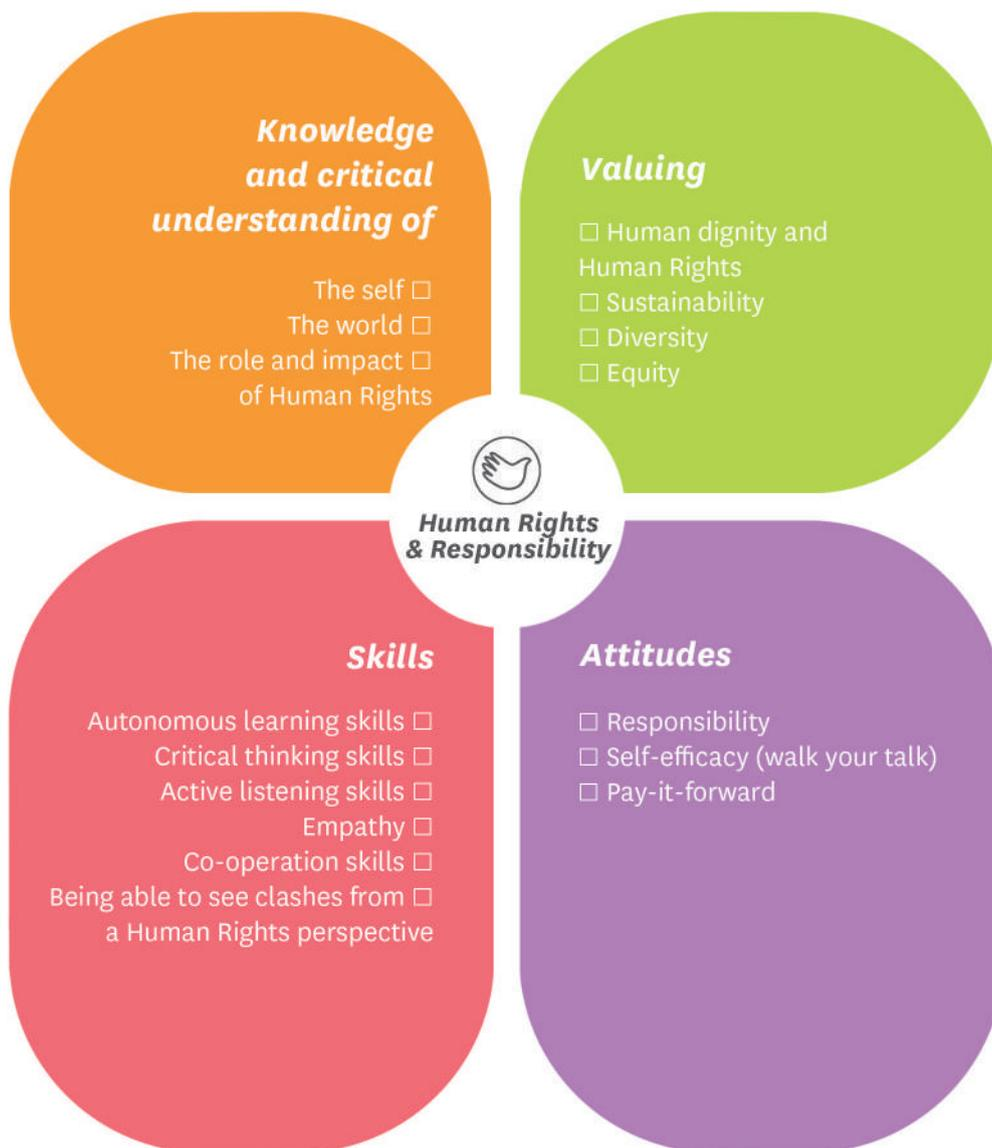 Knowledge
and critical
understanding of
The self ☐
The world ☐
The role and impact ☐
of Human Rights
Valuing
☐ Human dignity and
Human Rights
☐ Sustainability
☐ Diversity
☐ Equity
Human Rights
& Responsibility
Skills
Autonomous learning skills ☐
Critical thinking skills ☐
Active listening skills ☐
Empathy ☐
Co-operation skills ☐
Being able to see clashes from ☐
a Human Rights perspective
Attitudes
☐ Responsibility
☐ Self-efficacy (walk your talk)
☐ Pay-it-forward